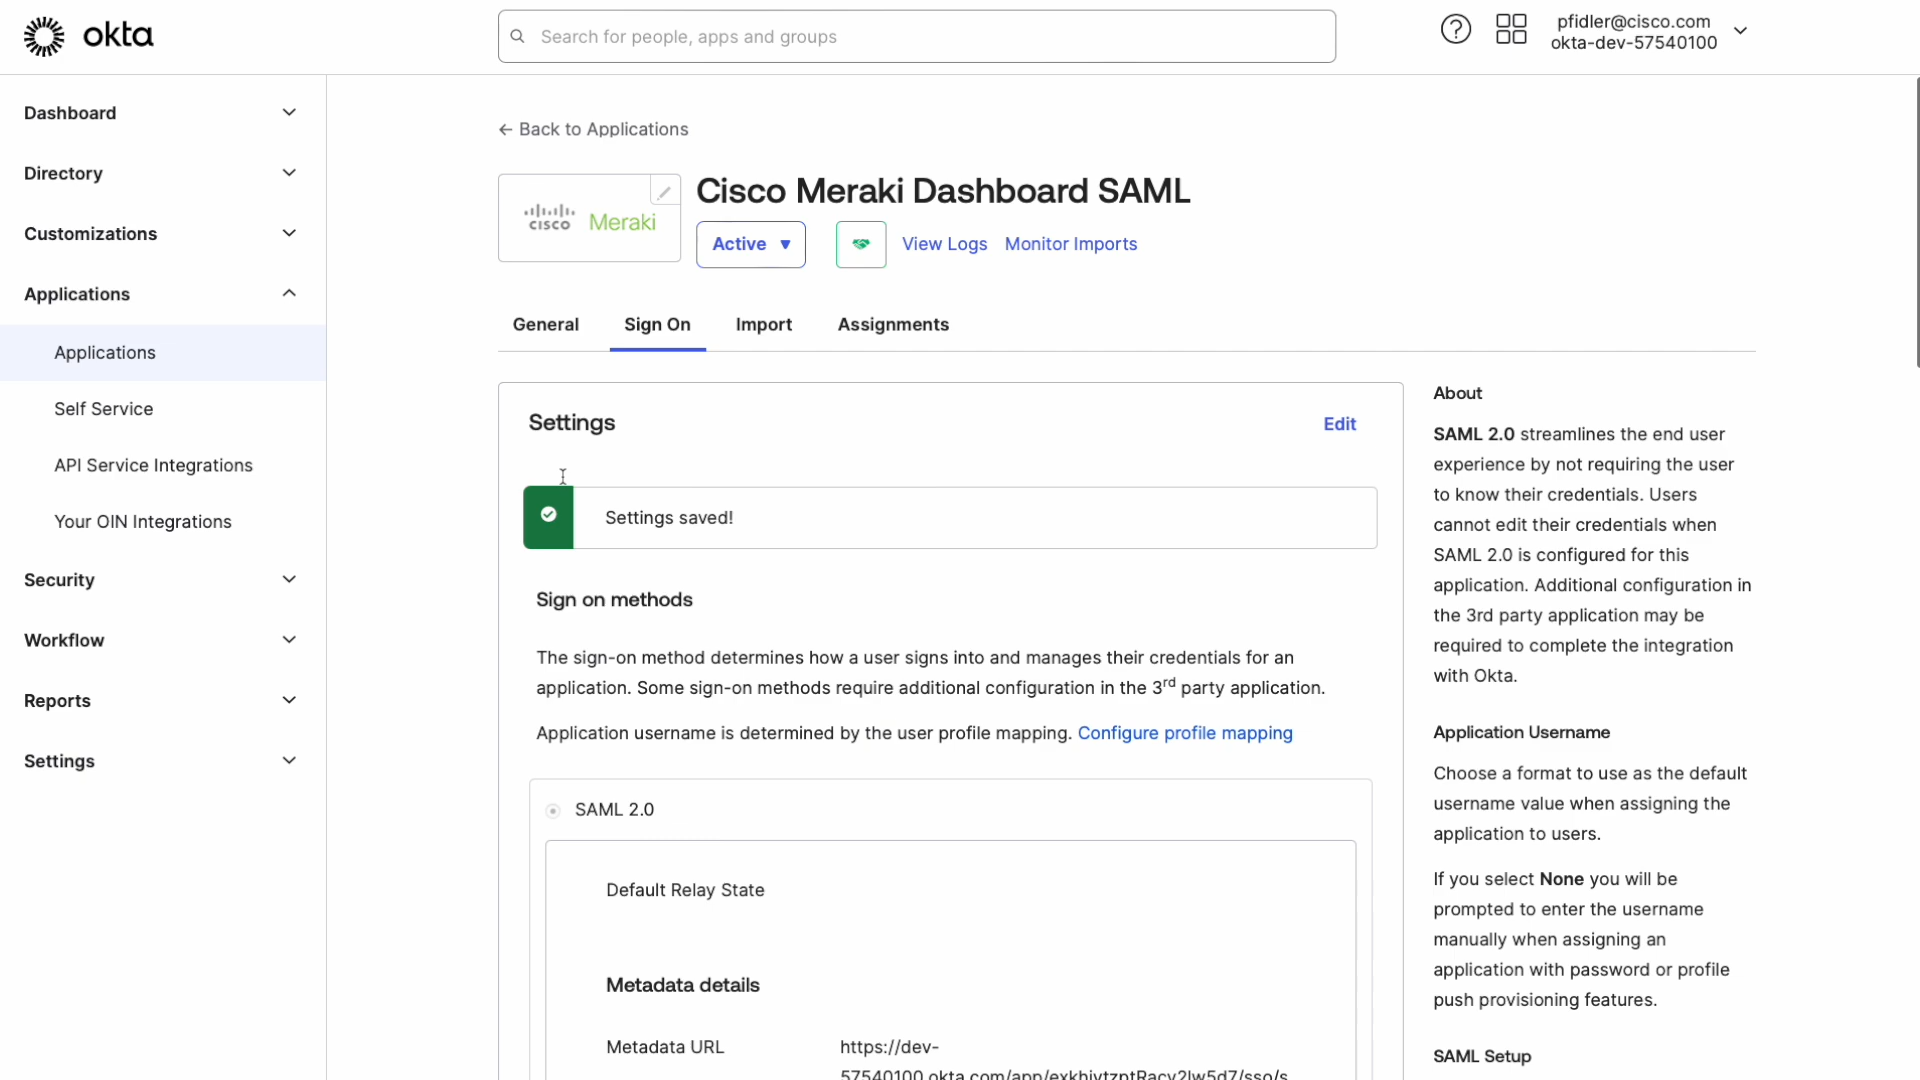 okta
Search for people, apps and groups
pfidler@cisco.com
okta-dev-57540100
Dashboard
Directory
Customizations
Applications
Applications
Self Service
API Service Integrations
Your OIN Integrations
Security
Workflow
Reports
Settings
← Back to Applications
cisco Meraki
Cisco Meraki Dashboard SAML
Active ▼
View Logs
Monitor Imports
General
Sign On
Import
Assignments
Settings
Edit
Settings saved!
Sign on methods
The sign-on method determines how a user signs into and manages their credentials for an
application. Some sign-on methods require additional configuration in the 3rd party application.
Application username is determined by the user profile mapping. Configure profile mapping
SAML 2.0
Default Relay State
Metadata details
Metadata URL
https://dev-
About
SAML 2.0 streamlines the end user
experience by not requiring the user
to know their credentials. Users
cannot edit their credentials when
SAML 2.0 is configured for this
application. Additional configuration in
the 3rd party application may be
required to complete the integration
with Okta.
Application Username
Choose a format to use as the default
username value when assigning the
application to users.
If you select None you will be
prompted to enter the username
manually when assigning an
application with password or profile
push provisioning features.
SAML Setup